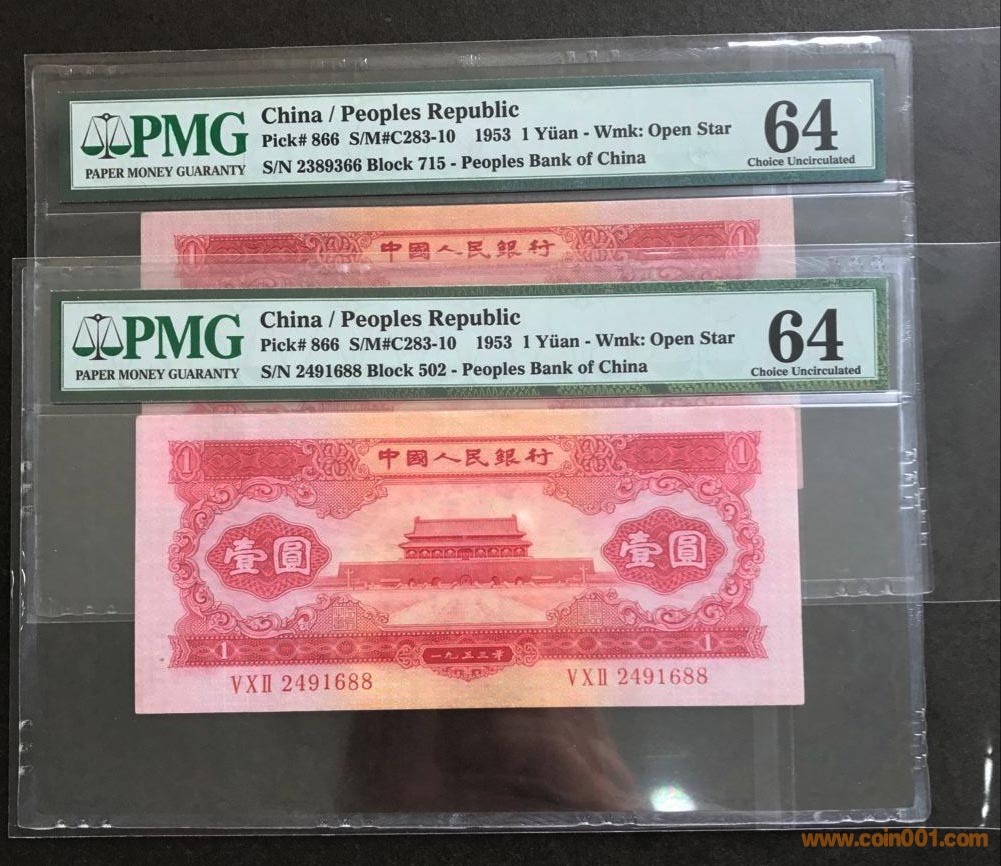 PMG
PAPER MONEY GUARANTY
China / Peoples Republic
Pick# 866 S/M#C283-10 1953 1 Yüan - Wmk: Open Star
S/N 2389366 Block 715 - Peoples Bank of China
64
Choice Uncirculated
1 中國人民銀行 1
PMG
PAPER MONEY GUARANTY
China / Peoples Republic
Pick# 866 S/M#C283-10 1953 1 Yüan - Wmk: Open Star
S/N 2491688 Block 502 - Peoples Bank of China
64
Choice Uncirculated
1 中國人民銀行 1
壹圓 壹圓
1 一九五三年 1
VXII 2491688 VXII 2491688
www.coin001.com